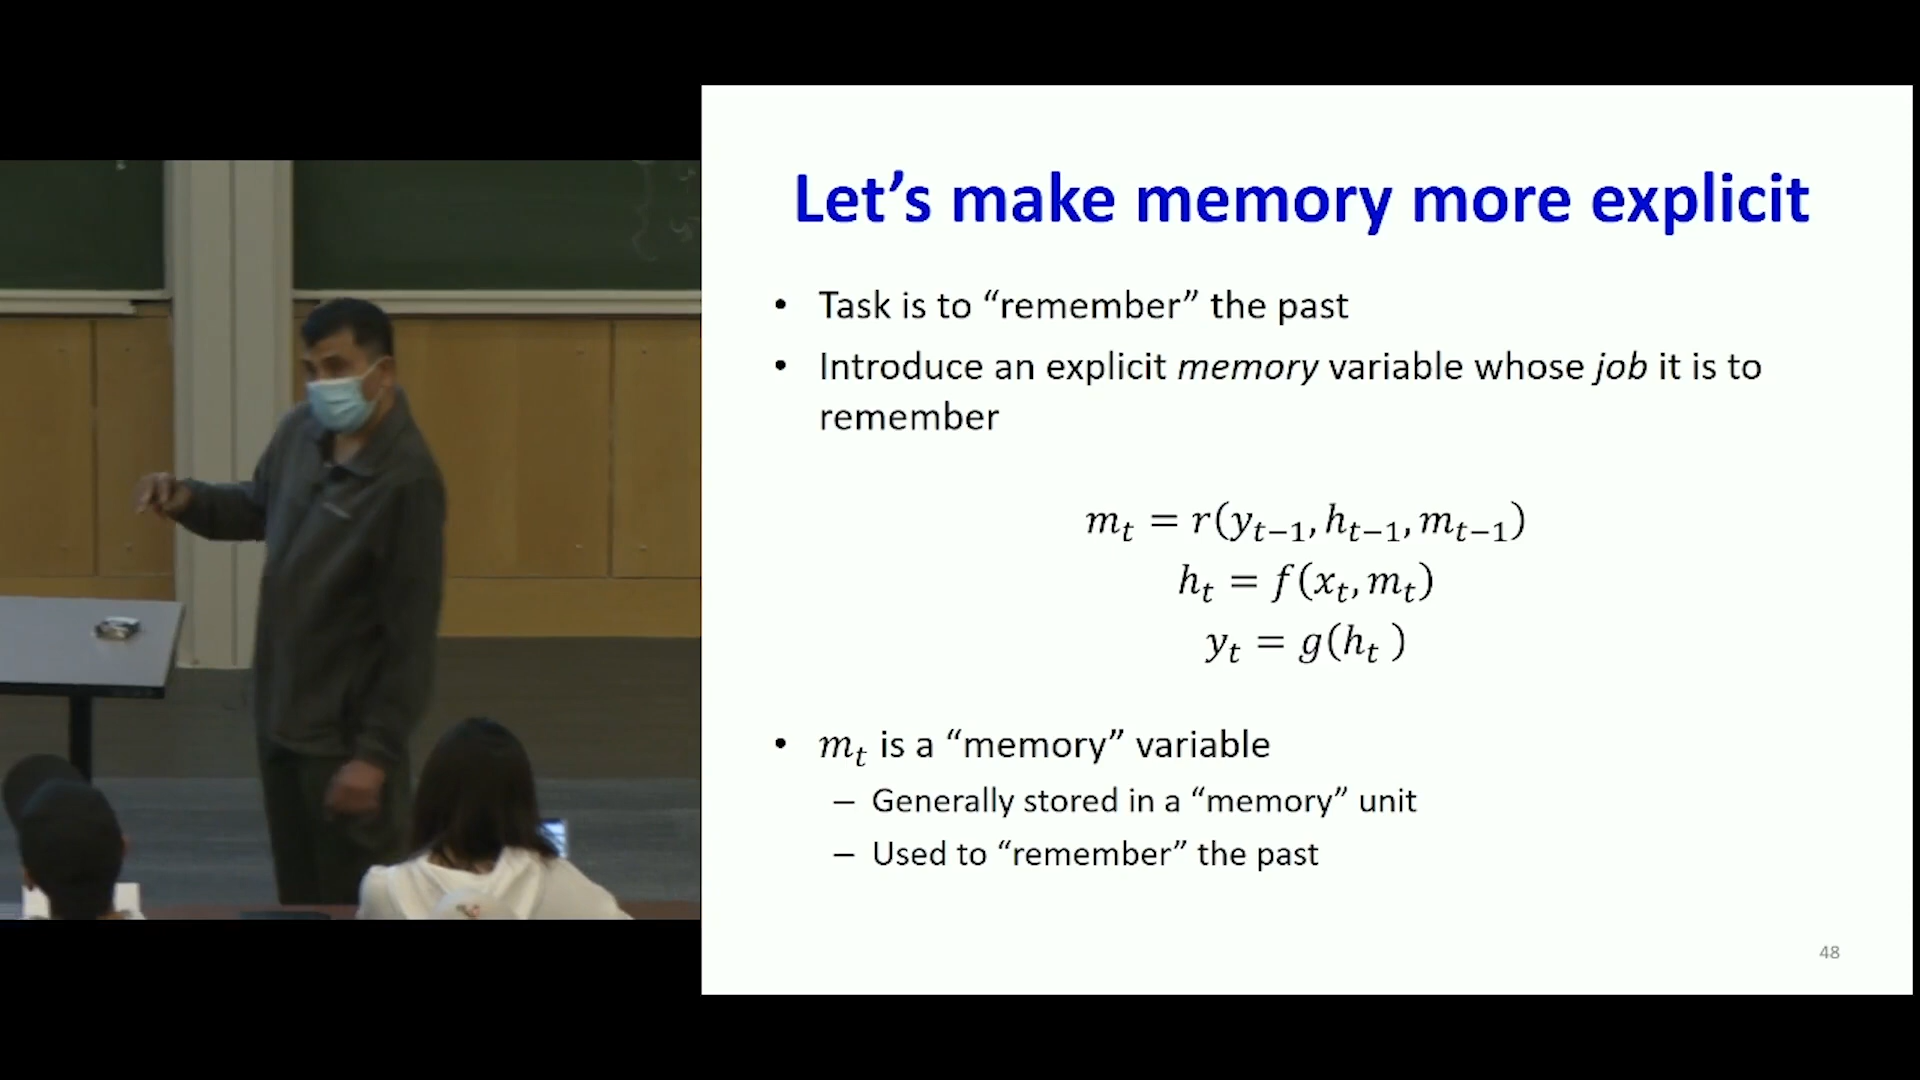 Let’s make memory more explicit
• Task is to “remember” the past
• Introduce an explicit memory variable whose job it is to
remember
m_t = r(y_{t−1}, h_{t−1}, m_{t−1})
h_t = f(x_t, m_t)
y_t = g(h_t )
• m_t is a “memory” variable
– Generally stored in a “memory” unit
– Used to “remember” the past
48